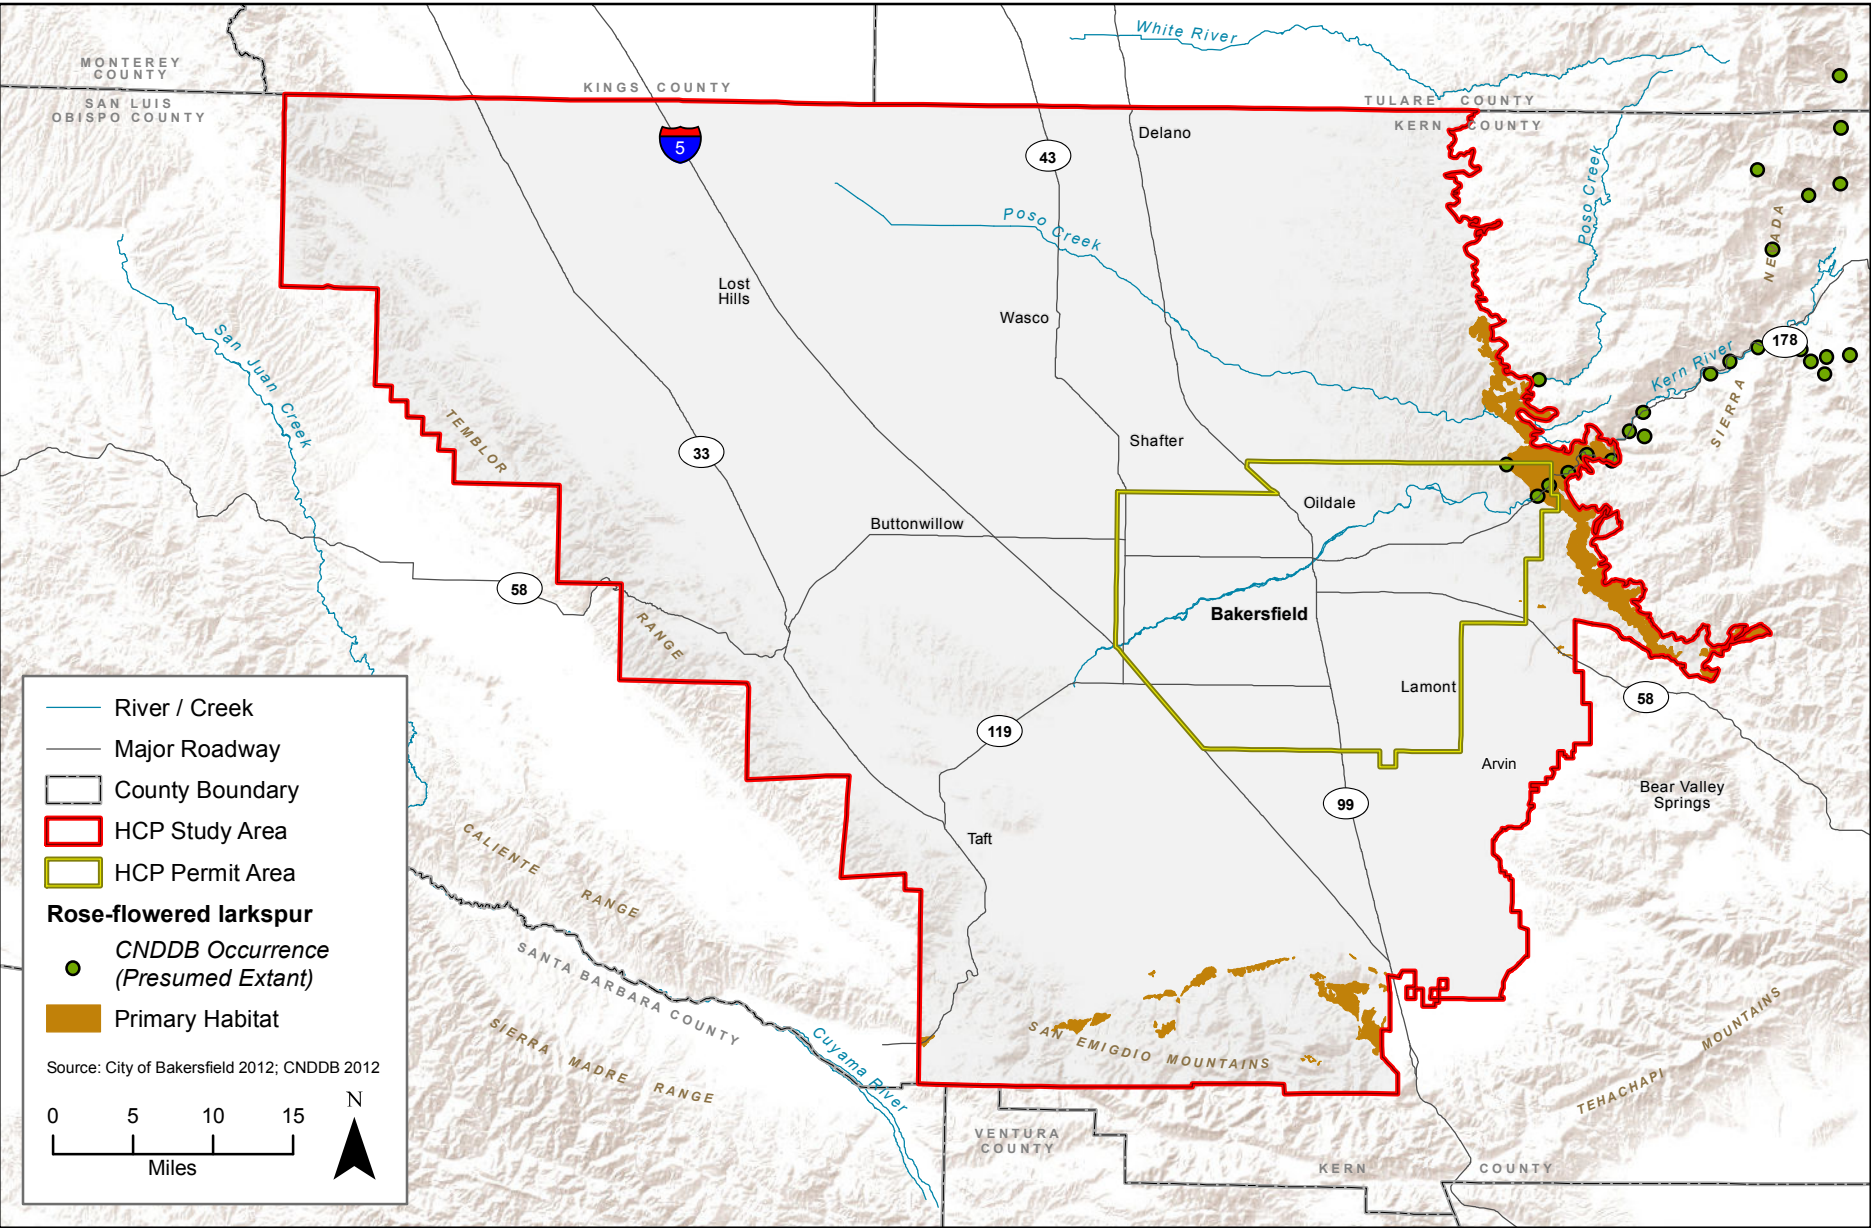 White River
MONTEREY
COUNTY
KINGS COUNTY
SAN LUIS
OBISPO COUNTY
TULARE COUNTY
KERN COUNTY
5
43
Delano
Poso Creek
Poso Creek
NEVADA
SIERRA
Lost
Hills
Wasco
San Juan Creek
178
Kern River
TEMBLOR
RANGE
33
Shafter
Oildale
Buttonwillow
58
Bakersfield
Lamont
58
119
Arvin
Bear Valley
Springs
99
Taft
CALIENTE RANGE
SANTA BARBARA COUNTY
SIERRA MADRE RANGE
Cuyama River
SAN EMIGDIO MOUNTAINS
TEHACHAPI MOUNTAINS
VENTURA
COUNTY
KERN COUNTY
River / Creek
Major Roadway
County Boundary
HCP Study Area
HCP Permit Area
Rose-flowered larkspur
CNDDB Occurrence
(Presumed Extant)
Primary Habitat
Source: City of Bakersfield 2012; CNDDB 2012
N
0 5 10 15
Miles